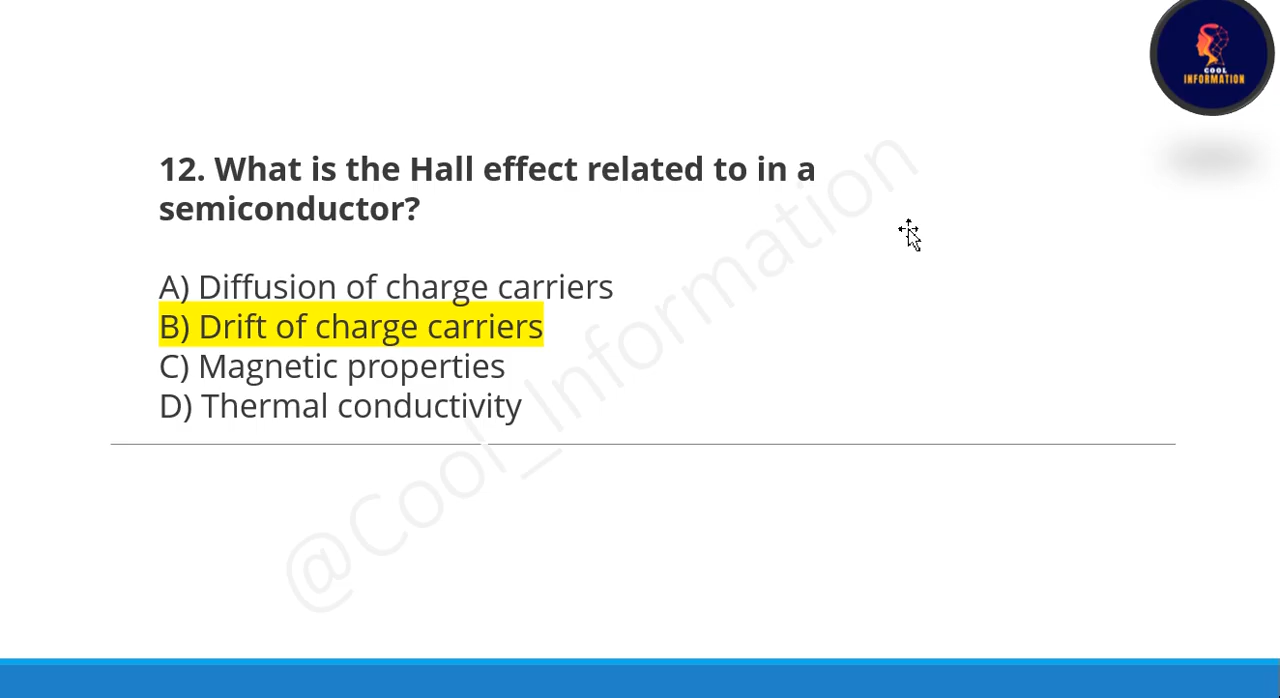 COOL
INFORMATION
12. What is the Hall effect related to in a
semiconductor?
A) Diffusion of charge carriers
B) Drift of charge carriers
C) Magnetic properties
D) Thermal conductivity
@Cool_Information